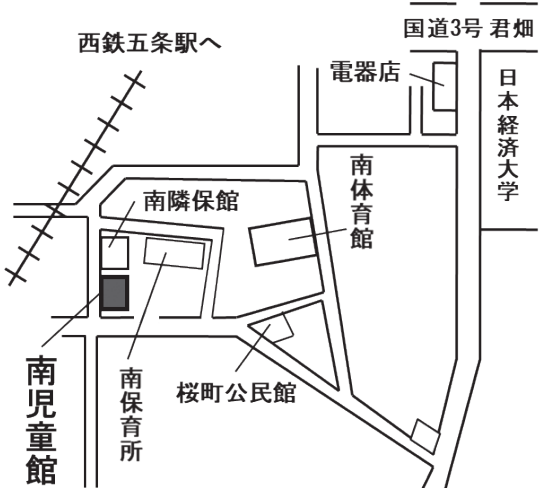 国道3号 君畑
西鉄五条駅へ
電器店
日本経済大学
南体育館
南隣保館
桜町公民館
南児童館
南保育所